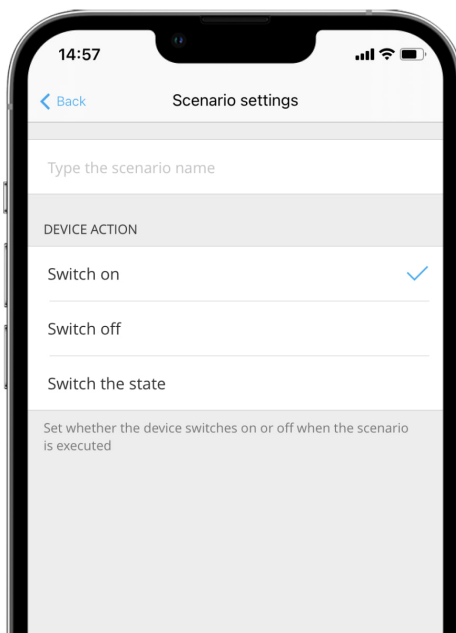 14:57
Back
Scenario settings
Type the scenario name
DEVICE ACTION
Switch on
Switch off
Switch the state
Set whether the device switches on or off when the scenario
is executed